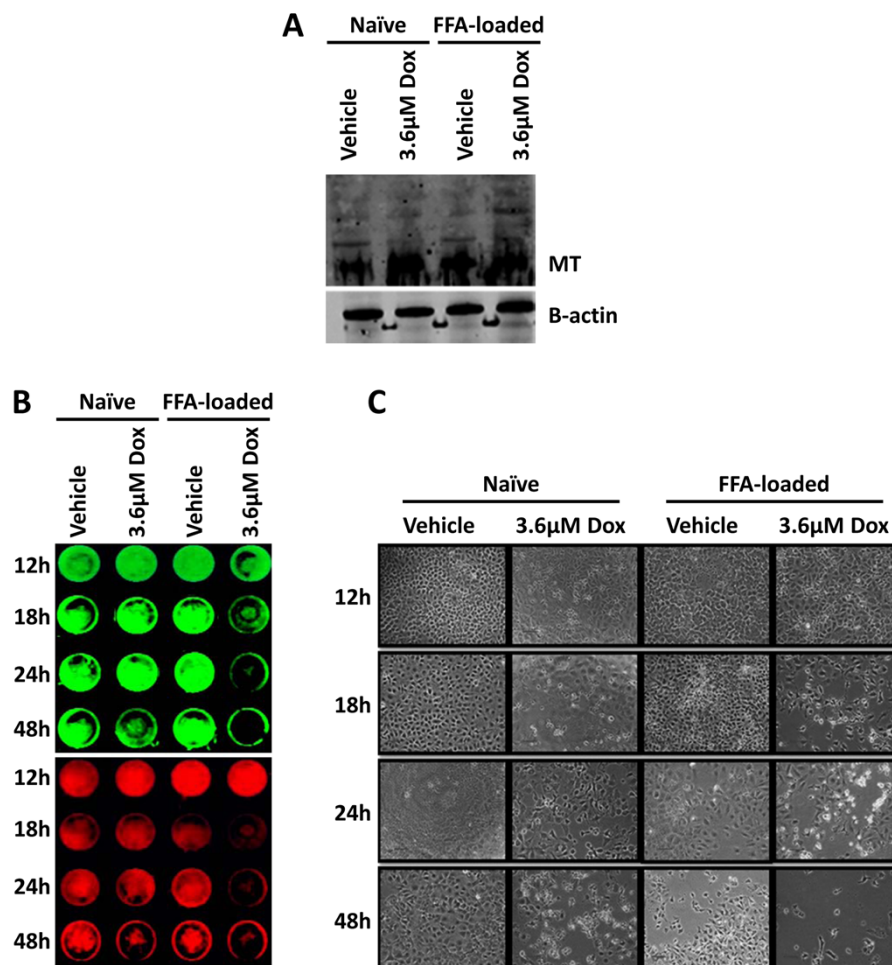 A
Naïve FFA-loaded
Vehicle 3.6µM Dox Vehicle 3.6µM Dox
MT
B-actin
B
Naïve FFA-loaded
Vehicle 3.6µM Dox Vehicle 3.6µM Dox
12h
18h
24h
48h
12h
18h
24h
48h
C
Naïve FFA-loaded
Vehicle 3.6µM Dox Vehicle 3.6µM Dox
12h
18h
24h
48h